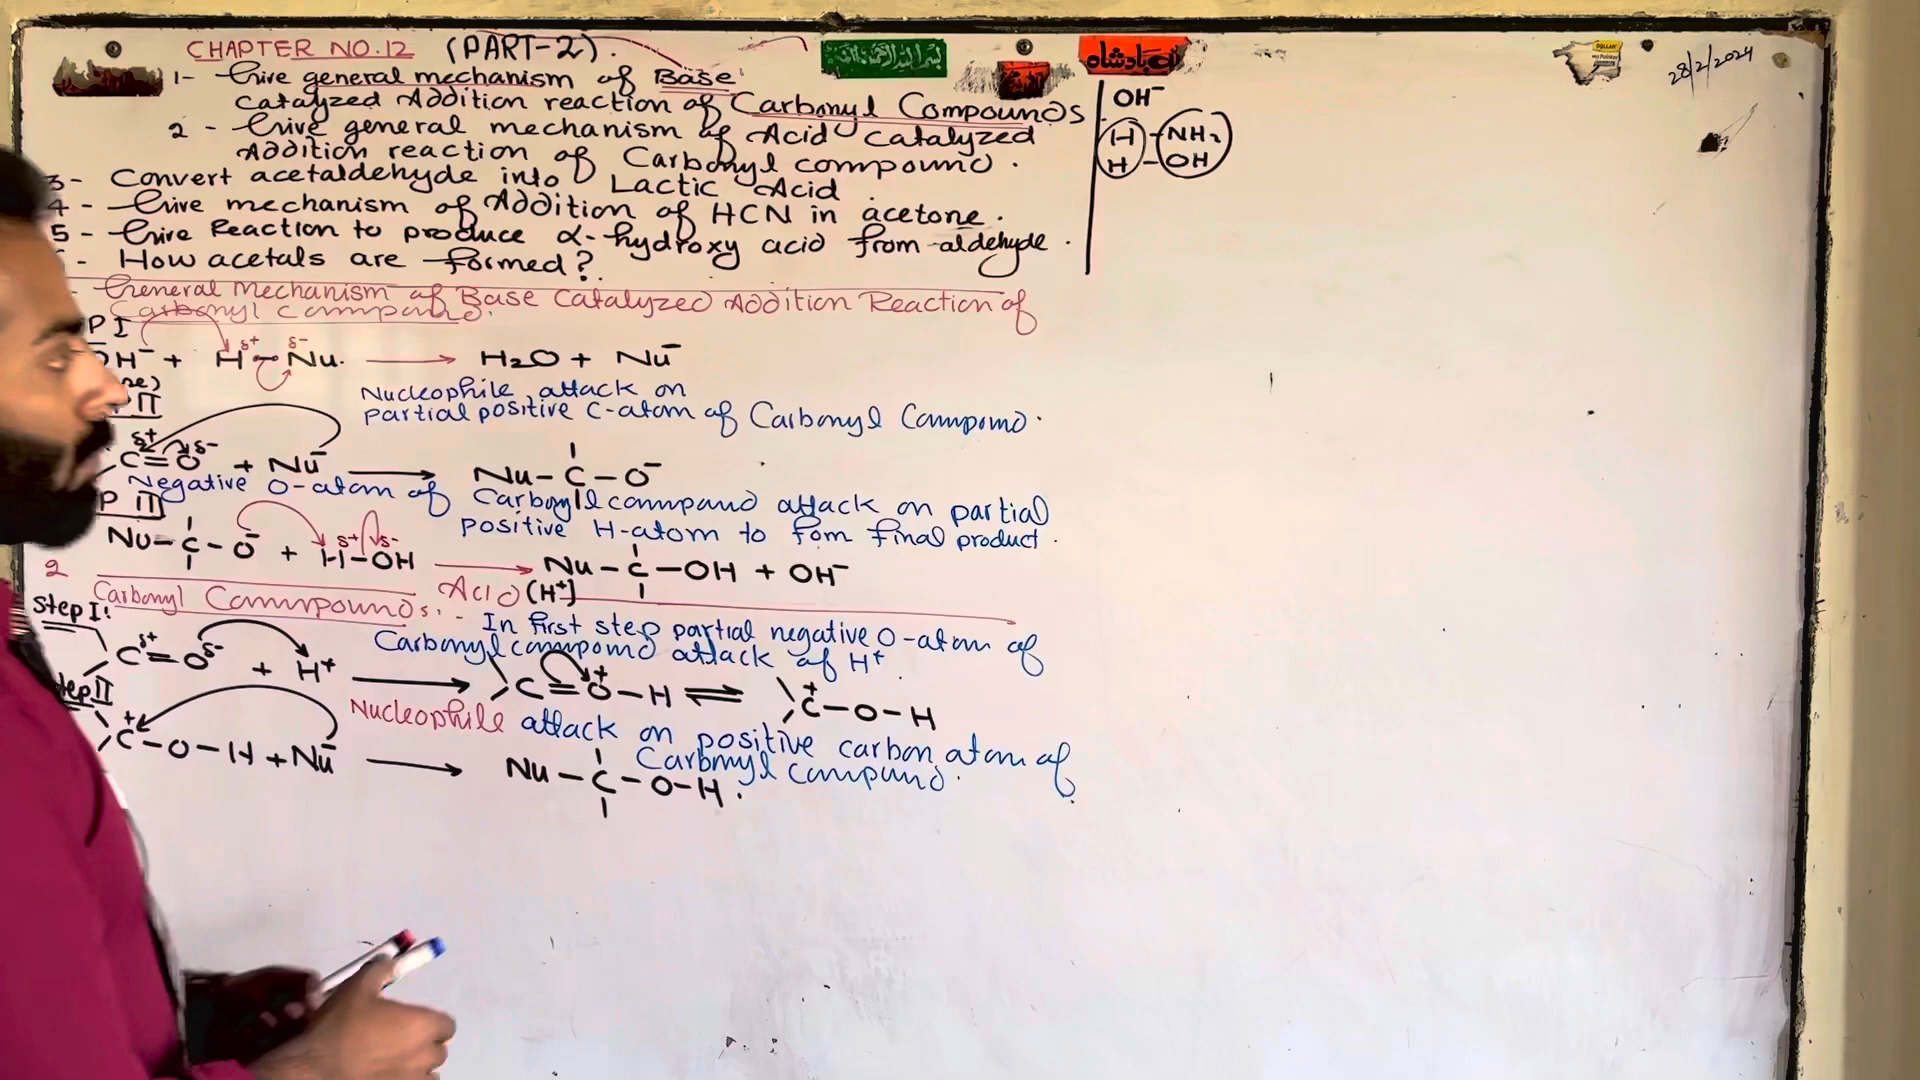 CHAPTER NO.12 (PART-2).
28/2/2024
1- Give general mechanism of Base
Catalyzed Addition reaction of Carbonyl Compounds
2 - Give general mechanism of Acid Catalyzed
Addition reaction of Carbonyl compound.
3- Convert acetaldehyde into Lactic Acid.
4- Give mechanism of Addition of HCN in acetone.
5- Give Reaction to produce α-hydroxy acid from aldehyde.
- How acetals are formed?
OH⁻
H-NH₂
H-OH
General Mechanism of Base Catalyzed Addition Reaction of
Carbonyl Compound.
P I
OH⁻ + H^δ+ - Nu^δ-. → H₂O + Nu⁻
Nucleophile attack on
partial positive C-atom of Carbonyl Compound.
P II
C^δ+=O^δ- + Nu⁻ → Nu-C-O⁻
Negative O-atom of Carbonyl compound attack on partial
positive H-atom to fom final product.
P III
Nu-C-O⁻ + H^δ+-OH^δ- → Nu-C-OH + OH⁻
2 Acid (H⁺)
Carbonyl Compounds:-
Step I:
In first step partial negative O-atom of
Carbonyl compound attack of H⁺
C^δ+=O^δ- + H⁺ → C=O⁺-H ⇌ C⁺-O-H
Step II
Nucleophile attack on positive carbon atom of
Carbonyl compound.
C⁺-O-H + Nu⁻ → Nu-C-O-H.